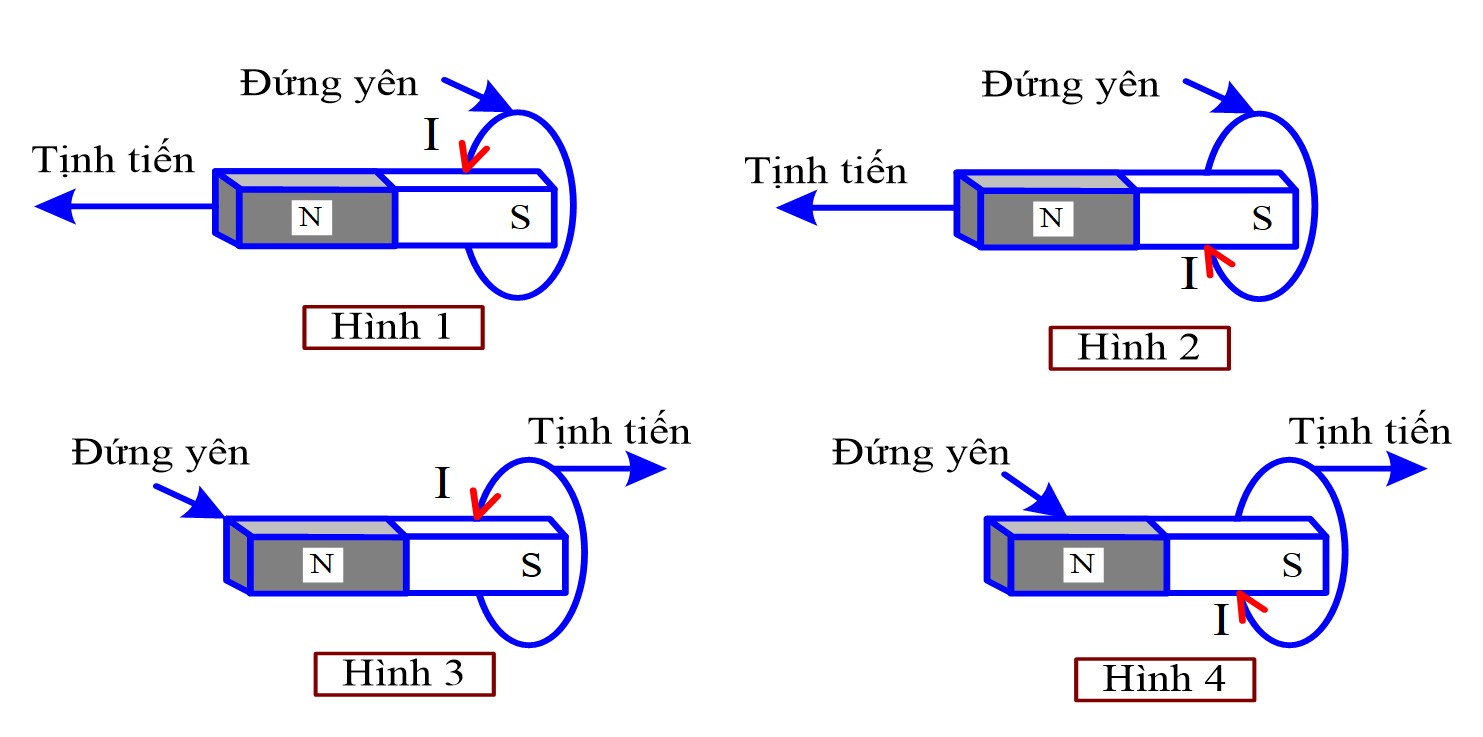 Đứng yên
I
Tịnh tiến
N
S
Hình 1
Đứng yên
Tịnh tiến
N
S
I
Hình 2
Tịnh tiến
Đứng yên
I
N
S
Hình 3
Tịnh tiến
Đứng yên
N
S
I
Hình 4